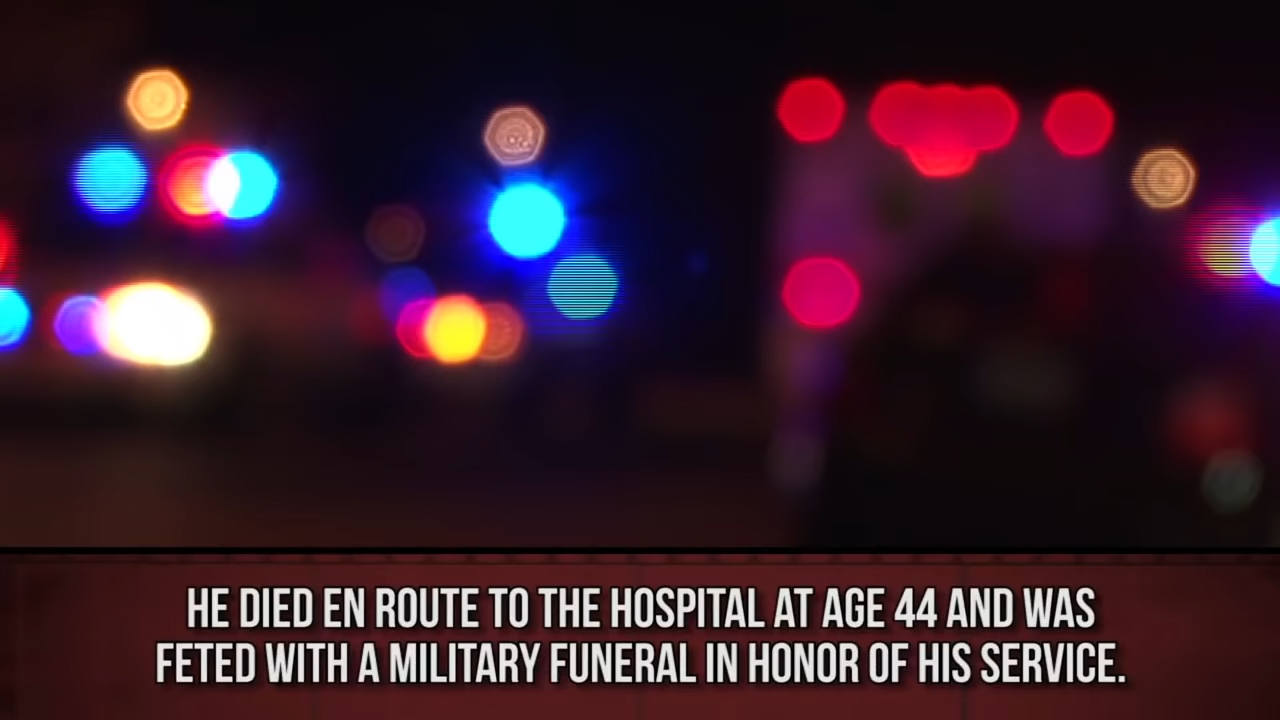 HE DIED EN ROUTE TO THE HOSPITAL AT AGE 44 AND WAS
FETED WITH A MILITARY FUNERAL IN HONOR OF HIS SERVICE.